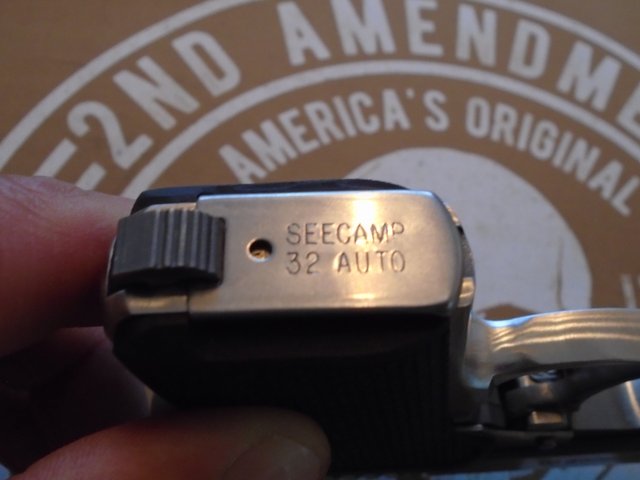 2ND AMENDME
AMERICA'S ORIGINAL
SEECAMP
32 AUTO